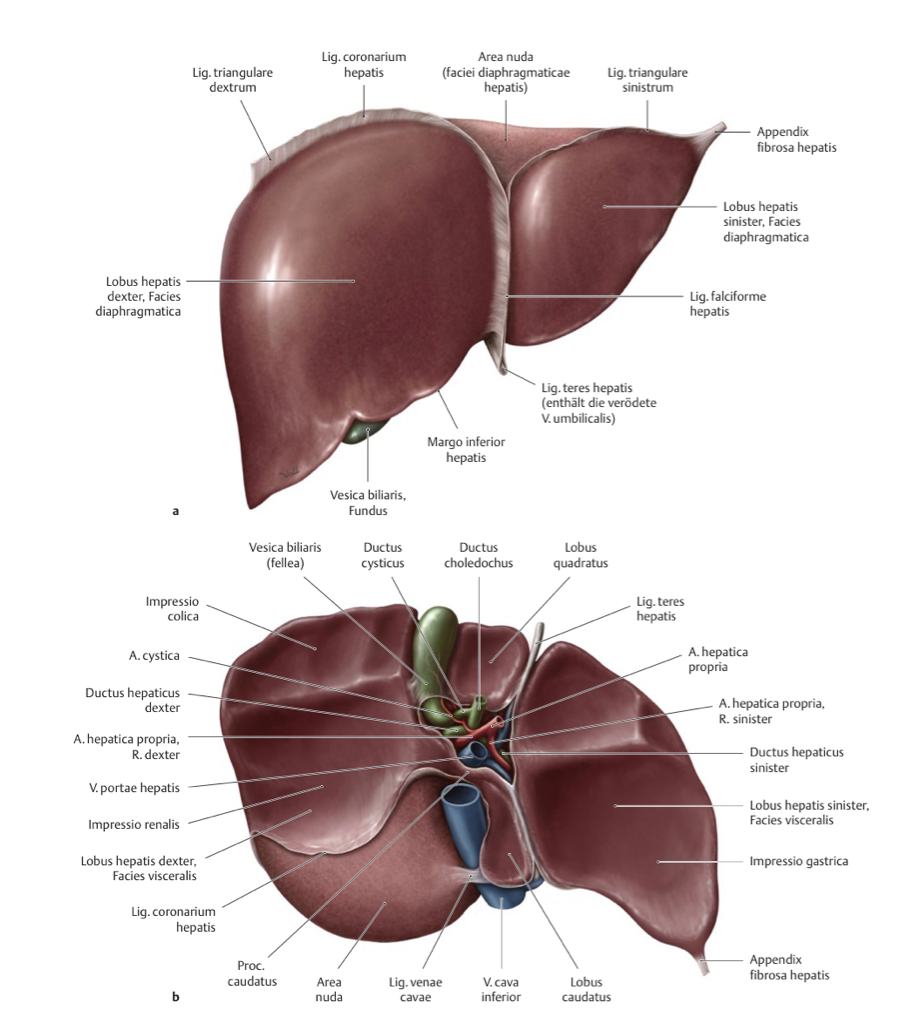 Lig. triangulare
dextrum
Lig. coronarium
hepatis
Area nuda
(faciei diaphragmaticae
hepatis)
Lig. triangulare
sinistrum
Appendix
fibrosa hepatis
Lobus hepatis
sinister, Facies
diaphragmatica
Lobus hepatis
dexter, Facies
diaphragmatica
Lig. falciforme
hepatis
Lig. teres hepatis
(enthält die verödete
V. umbilicalis)
Margo inferior
hepatis
Vesica biliaris,
Fundus
a
Vesica biliaris
(fellea)
Ductus
cysticus
Ductus
choledochus
Lobus
quadratus
Impressio
colica
Lig. teres
hepatis
A. cystica
A. hepatica
propria
Ductus hepaticus
dexter
A. hepatica propria,
R. sinister
A. hepatica propria,
R. dexter
Ductus hepaticus
sinister
V. portae hepatis
Impressio renalis
Lobus hepatis sinister,
Facies visceralis
Lobus hepatis dexter,
Facies visceralis
Impressio gastrica
Lig. coronarium
hepatis
Proc.
caudatus
Area
nuda
Lig. venae
cavae
V. cava
inferior
Lobus
caudatus
Appendix
fibrosa hepatis
b